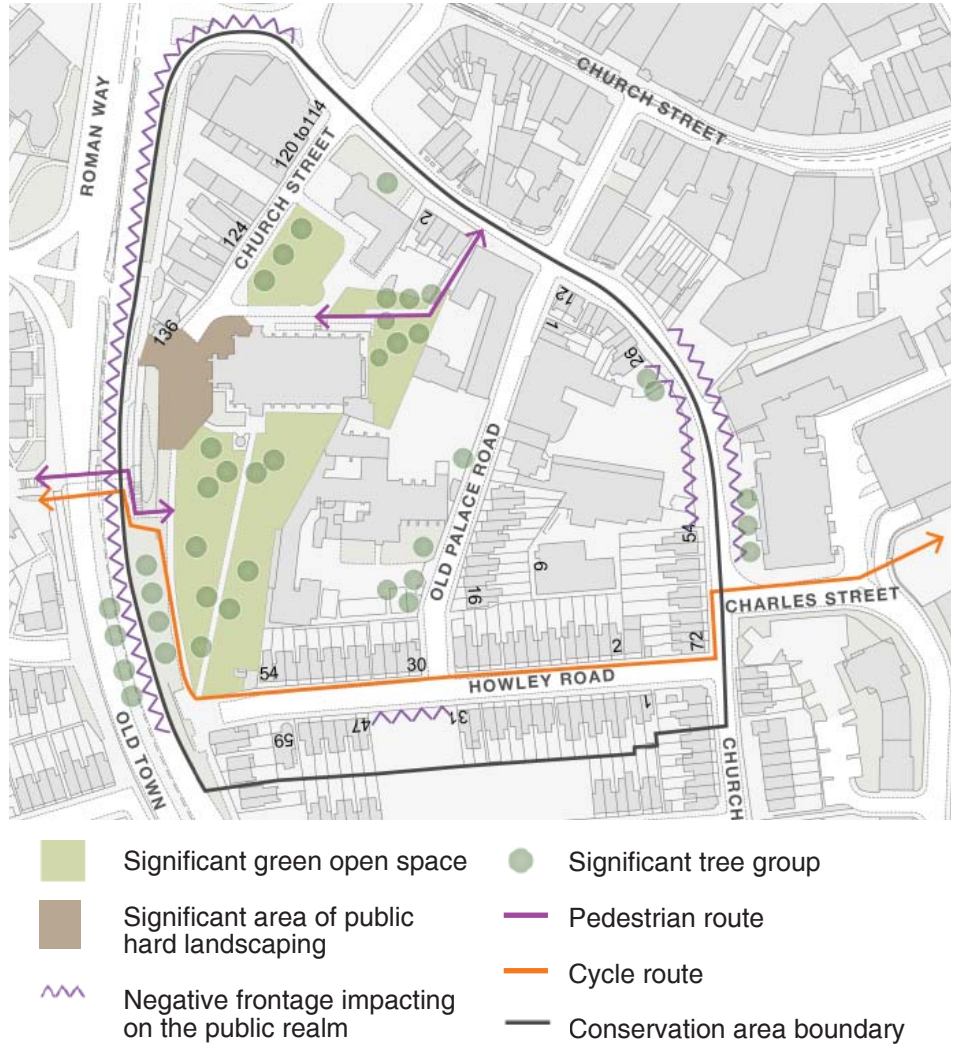 CHURCH STREET
ROMAN WAY
120 to114
CHURCH STREET
124
2
136
12
1
26
OLD PALACE ROAD
54
16
6
CHARLES STREET
54
30
2
72
HOWLEY ROAD
59
47
31
1
OLD TOWN
CHURCH
Significant green open space
Significant tree group
Significant area of public
hard landscaping
Pedestrian route
Cycle route
Negative frontage impacting
on the public realm
Conservation area boundary